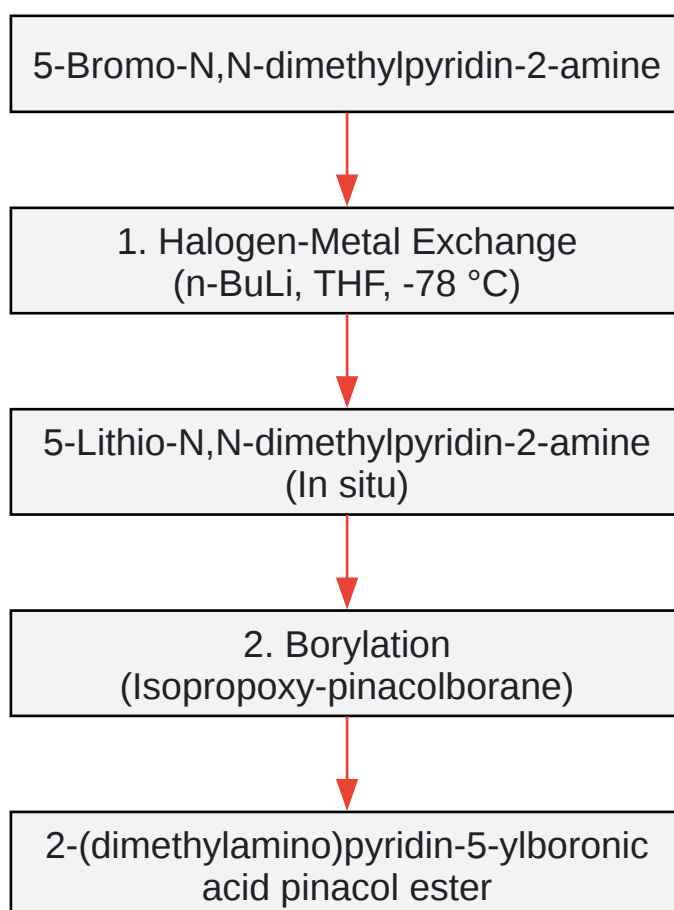 5-Bromo-N,N-dimethylpyridin-2-amine
1. Halogen-Metal Exchange
(n-BuLi, THF, -78 °C)
5-Lithio-N,N-dimethylpyridin-2-amine
(In situ)
2. Borylation
(Isopropoxy-pinacolborane)
2-(dimethylamino)pyridin-5-ylboronic
acid pinacol ester